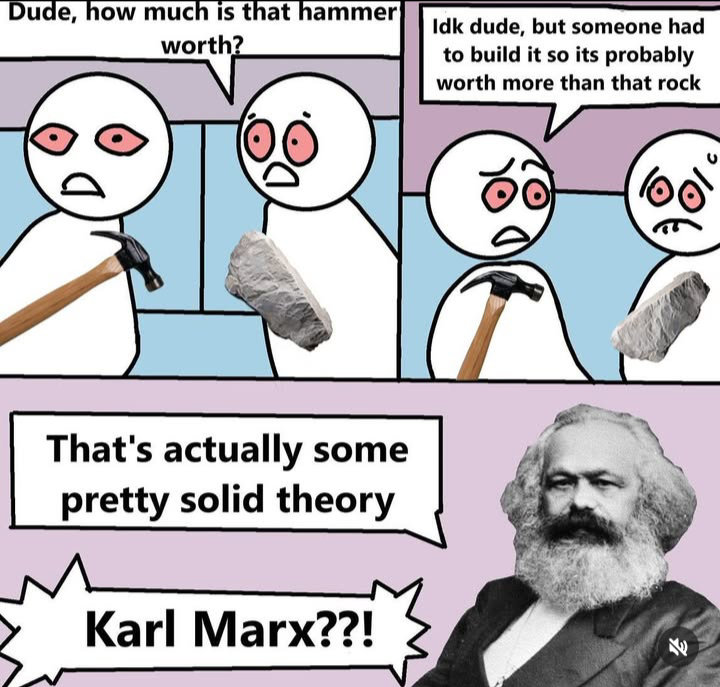 Dude, how much is that hammer
worth?
Idk dude, but someone had
to build it so its probably
worth more than that rock
That's actually some
pretty solid theory
Karl Marx??!